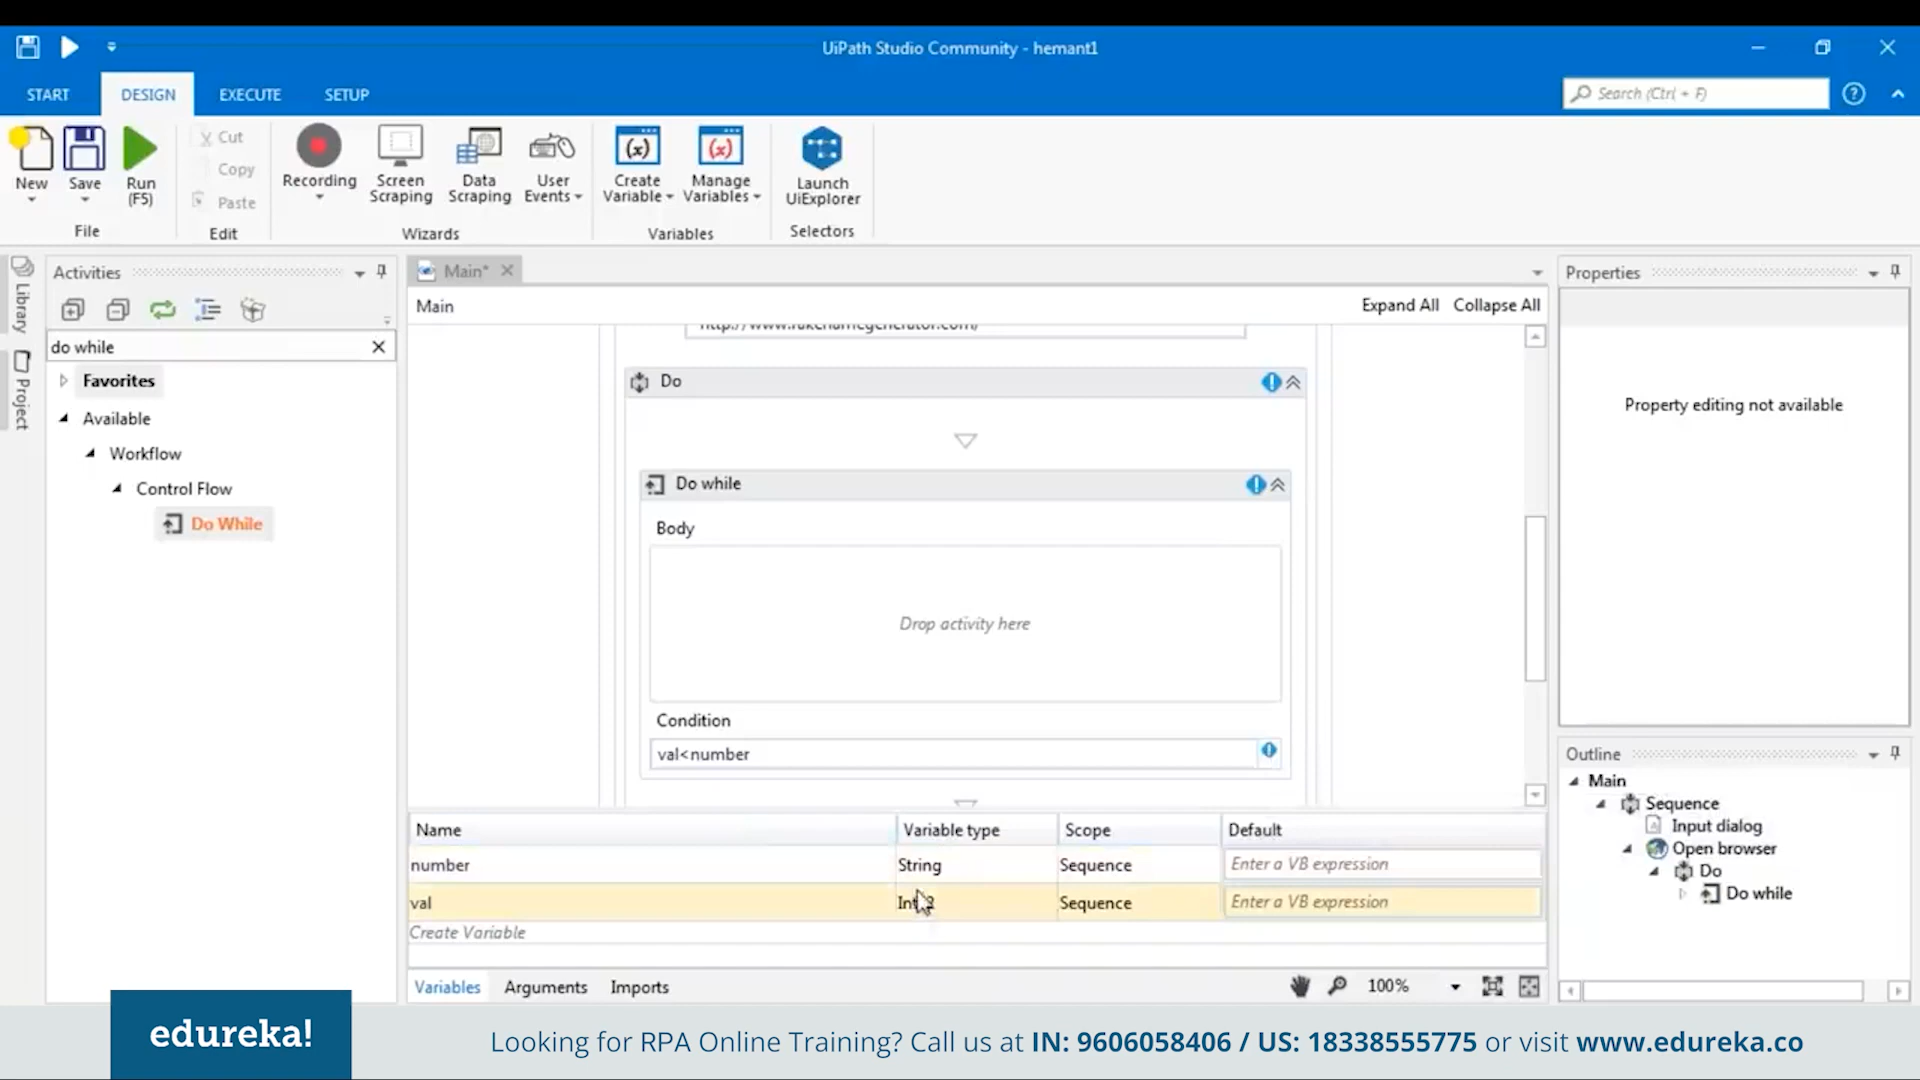 UiPath Studio Community - hemant1
START DESIGN EXECUTE SETUP
Search (Ctrl + F)
New
Save
Run
(F5)
Cut
Copy
Paste
Recording
Screen
Scraping
Data
Scraping
User
Events
Create
Variable
Manage
Variables
Launch
UiExplorer
File
Edit
Wizards
Variables
Selectors
Library
Project
Activities
do while
Favorites
Available
Workflow
Control Flow
Do While
Main*
Main
Expand All Collapse All
http://www.fakenamegenerator.com/
Do
Do while
Body
Drop activity here
Condition
val<number
Name Variable type Scope Default
number String Sequence Enter a VB expression
val Sequence Enter a VB expression
Create Variable
Variables Arguments Imports
100%
Properties
Property editing not available
Outline
Main
Sequence
Input dialog
Open browser
Do
Do while
edureka!
Looking for RPA Online Training? Call us at IN: 9606058406 / US: 18338555775 or visit www.edureka.co